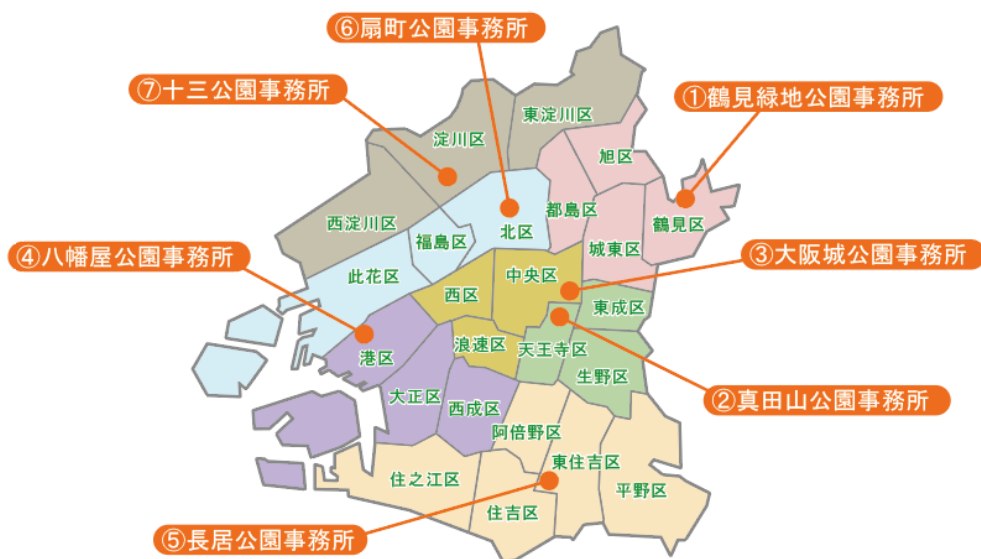 ⑥扇町公園事務所
⑦十三公園事務所
①鶴見緑地公園事務所
東淀川区
淀川区
旭区
西淀川区
都島区
鶴見区
北区
福島区
城東区
④八幡屋公園事務所
③大阪城公園事務所
此花区
中央区
西区
東成区
浪速区
天王寺区
港区
生野区
大正区
西成区
②真田山公園事務所
阿倍野区
東住吉区
住之江区
平野区
住吉区
⑤長居公園事務所